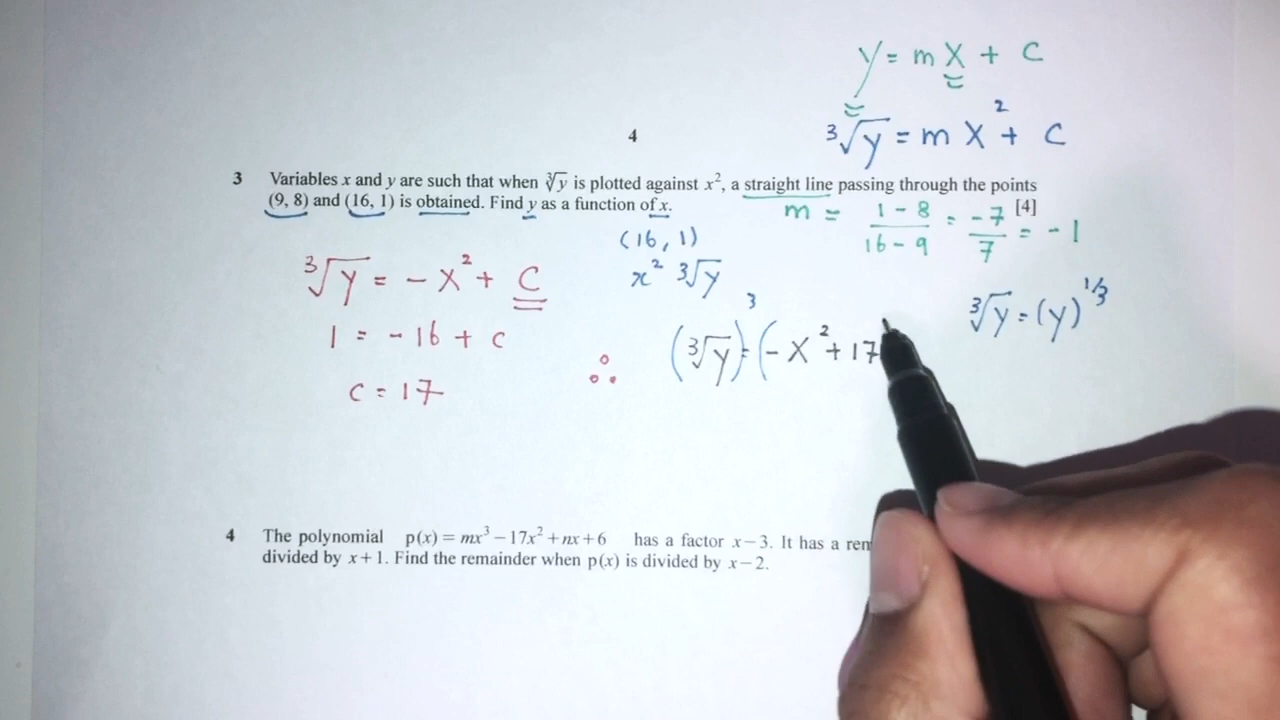 y = mX + C
∛y = mX² + C
4
3 Variables x and y are such that when ∛y is plotted against x², a straight line passing through the points
(9, 8) and (16, 1) is obtained. Find y as a function of x. [4]
m = (1 - 8)/(16 - 9) = -7/7 = -1
(16, 1)
x² ∛y
∛y = -x² + C
1 = -16 + C
C = 17
∴ (∛y)³ = (-x² + 17
∛y = (y)^1/3
4 The polynomial p(x) = mx³ − 17x² + nx + 6 has a factor x − 3. It has a
divided by x + 1. Find the remainder when p(x) is divided by x − 2.